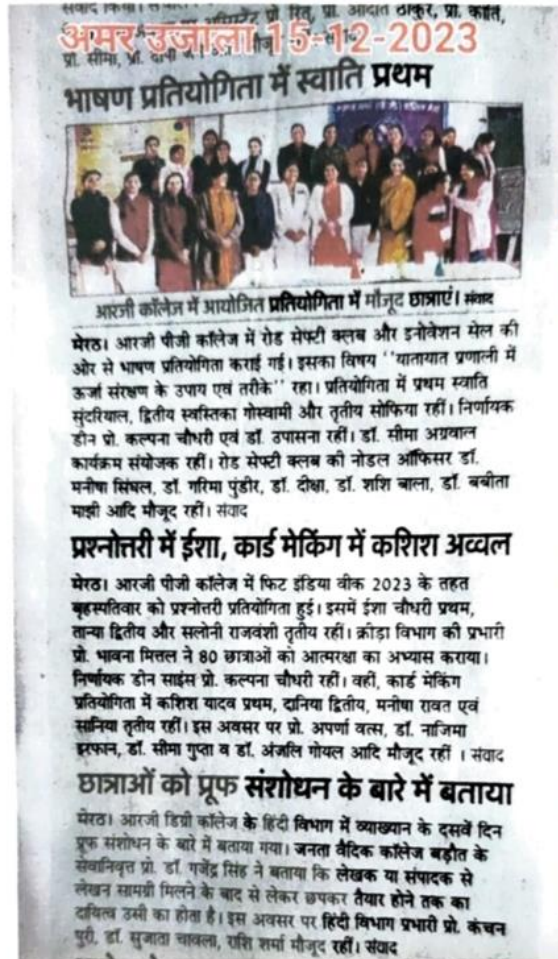 संवाद किया।
प्रो. रितु, प्रो. अदिति ठाकुर, प्रो. कीर्ति,
अमर उजाला 15-12-2023
प्रो. सीमा, प्रो.
भाषण प्रतियोगिता में स्वाति प्रथम
आरजी कॉलेज में आयोजित प्रतियोगिता में मौजूद छात्राएं। संवाद
मेरठ। आरजी पीजी कॉलेज में रोड सेफ्टी क्लब और इनोवेशन सेल की
ओर से भाषण प्रतियोगिता कराई गई। इसका विषय ''यातायात प्रणाली में
ऊर्जा संरक्षण के उपाय एवं तरीके'' रहा। प्रतियोगिता में प्रथम स्वाति
सुंदरियाल, द्वितीय स्वस्तिका गोस्वामी और तृतीय सोफिया रहीं। निर्णायक
डीन प्रो. कल्पना चौधरी एवं डॉ. उपासना रहीं। डॉ. सीमा अग्रवाल
कार्यक्रम संयोजक रहीं। रोड सेफ्टी क्लब की नोडल ऑफिसर डॉ.
मनीषा सिंघल, डॉ. गरिमा पुंडीर, डॉ. दीक्षा, डॉ. शशि बाला, डॉ. बबीता
माझी आदि मौजूद रहीं। संवाद
प्रश्नोत्तरी में ईशा, कार्ड मेकिंग में कशिश अव्वल
मेरठ। आरजी पीजी कॉलेज में फिट इंडिया वीक 2023 के तहत
बृहस्पतिवार को प्रश्नोत्तरी प्रतियोगिता हुई। इसमें ईशा चौधरी प्रथम,
तान्या द्वितीय और सलोनी राजवंशी तृतीय रहीं। क्रीड़ा विभाग की प्रभारी
प्रो. भावना मित्तल ने 80 छात्राओं को आत्मरक्षा का अभ्यास कराया।
निर्णायक डीन साइंस प्रो. कल्पना चौधरी रहीं। वहीं, कार्ड मेकिंग
प्रतियोगिता में कशिश यादव प्रथम, दानिया द्वितीय, मनीषा रावत एवं
सानिया तृतीय रहीं। इस अवसर पर प्रो. अपर्णा वत्स, डॉ. नाजिमा
इरफान, डॉ. सीमा गुप्ता व डॉ. अंजलि गोयल आदि मौजूद रहीं । संवाद
छात्राओं को प्रूफ संशोधन के बारे में बताया
मेरठ। आरजी डिग्री कॉलेज के हिंदी विभाग में व्याख्यान के दसवें दिन
प्रूफ संशोधन के बारे में बताया गया। जनता वैदिक कॉलेज बड़ौत के
सेवानिवृत्त प्रो. डॉ. गजेंद्र सिंह ने बताया कि लेखक या संपादक से
लेखन सामग्री मिलने के बाद से लेकर छपकर तैयार होने तक का
दायित्व उसी का होता है। इस अवसर पर हिंदी विभाग प्रभारी प्रो. कंचन
पुरी, डॉ. सुजाता चावला, राशि शर्मा मौजूद रहीं। संवाद